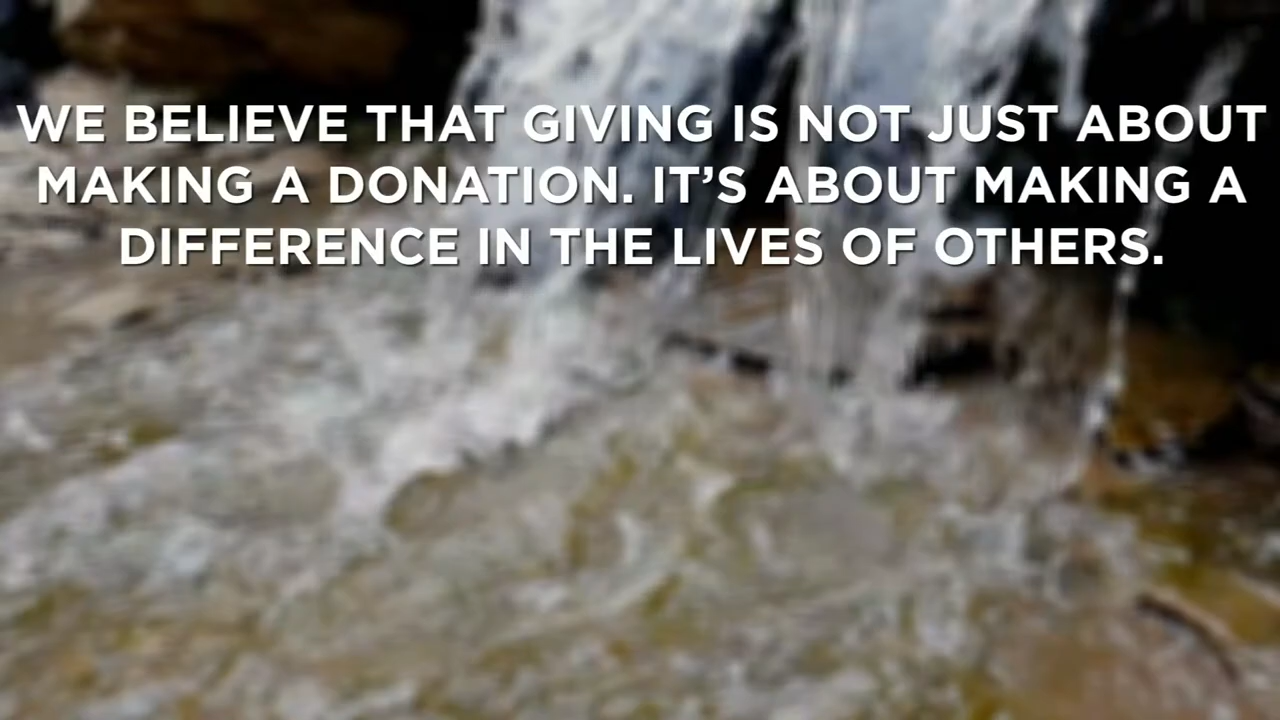 WE BELIEVE THAT GIVING IS NOT JUST ABOUT
MAKING A DONATION. IT’S ABOUT MAKING A
DIFFERENCE IN THE LIVES OF OTHERS.